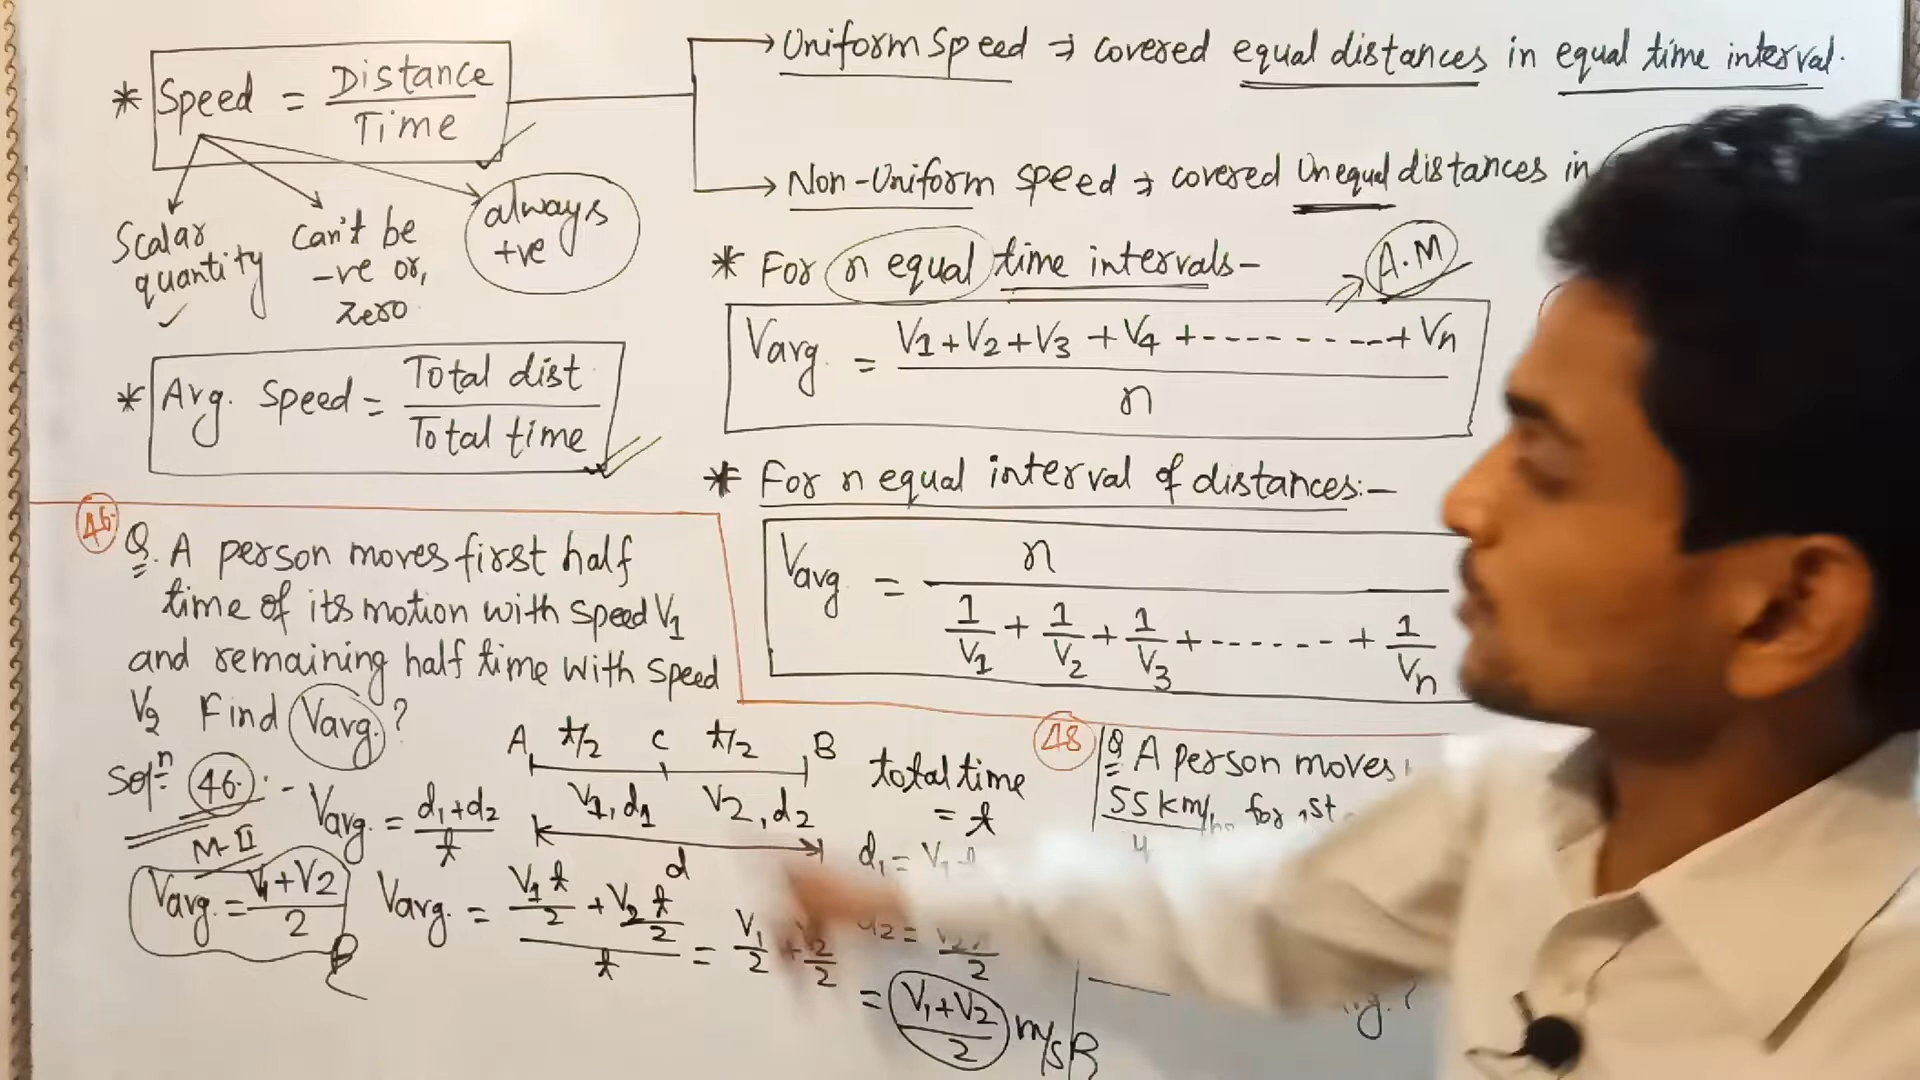 * Speed = Distance / Time
Scalar quantity ✓
can't be -ve or, zero
always +ve
→ Uniform Speed ⇒ covered equal distances in equal time interval.
→ Non-Uniform speed ⇒ covered Unequal distances in
* Arg. Speed = Total dist. / Total time
* For n equal time intervals-
A.M
Varg. = V1+V2+V3+V4+---------+Vn / n
* For n equal interval of distances:-
Varg. = n / 1/V1 + 1/V2 + 1/V3 +------+ 1/Vn
46.
Q. A person moves first half
time of its motion with speed V1
and remaining half time with speed
V2 Find Varg.?
Solⁿ 46. :-
Varg. = d1+d2 / t
M-II
Varg. = V1+V2 / 2
A t/2 C t/2 B
V1, d1 V2, d2
d
total time
= t
d1 = V1
Varg. = V1t/2 + V2t/2 / t = V1/2 + V2/2
= V1+V2 / 2 m/s
48
Q A person moves
55 km/ for 1st